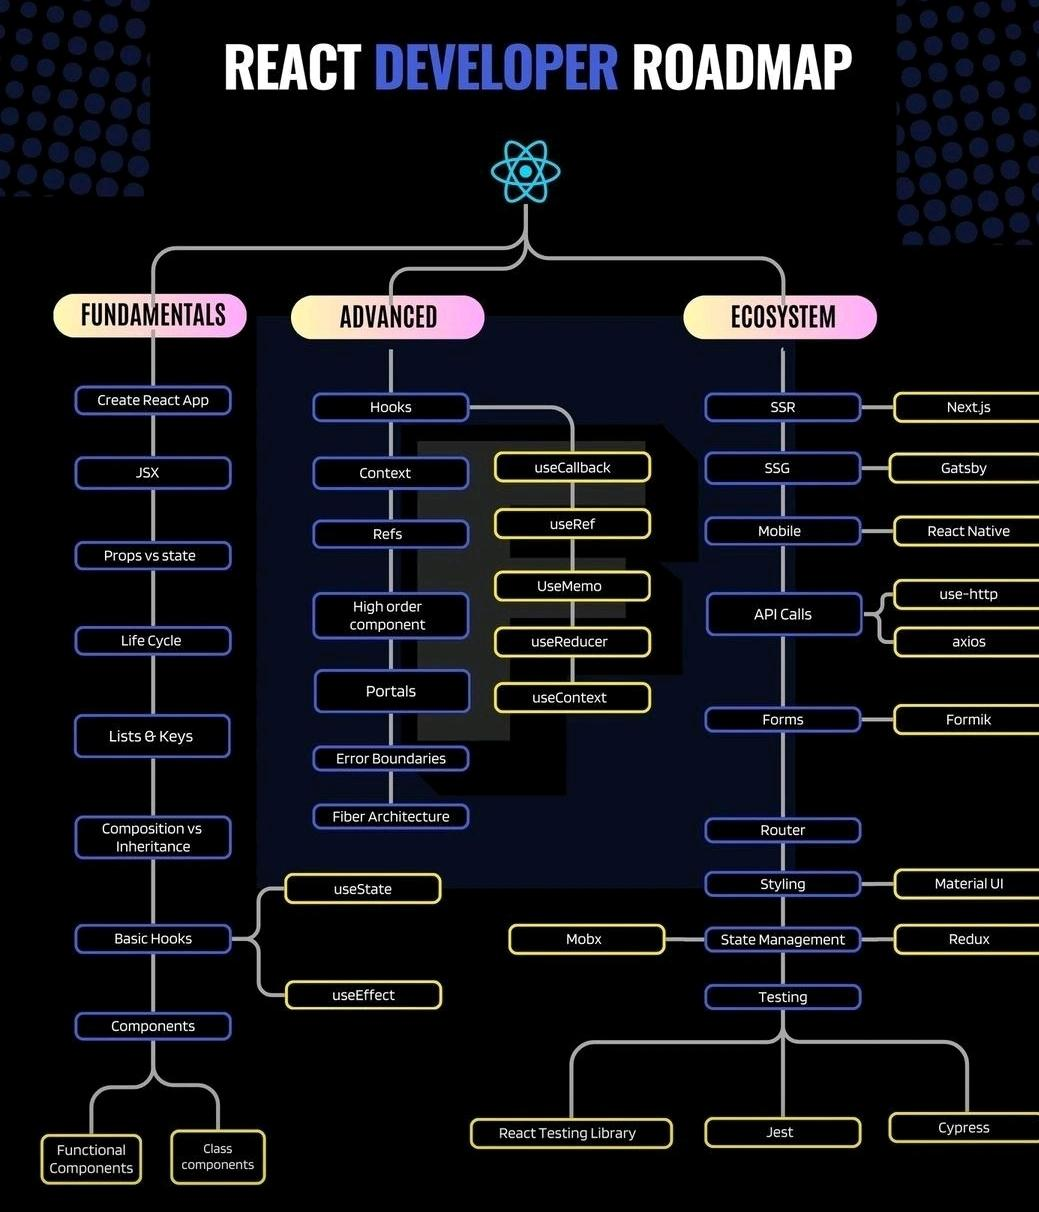 REACT DEVELOPER ROADMAP
FUNDAMENTALS
Create React App
JSX
Props vs state
Life Cycle
Lists & Keys
Composition vs
Inheritance
Basic Hooks
useState
useEffect
Components
Functional
Components
Class
components
ADVANCED
Hooks
useCallback
useRef
UseMemo
useReducer
useContext
Context
Refs
High order
component
Portals
Error Boundaries
Fiber Architecture
ECOSYSTEM
SSR
Next.js
SSG
Gatsby
Mobile
React Native
API Calls
use-http
axios
Forms
Formik
Router
Styling
Material UI
Mobx
State Management
Redux
Testing
React Testing Library
Jest
Cypress